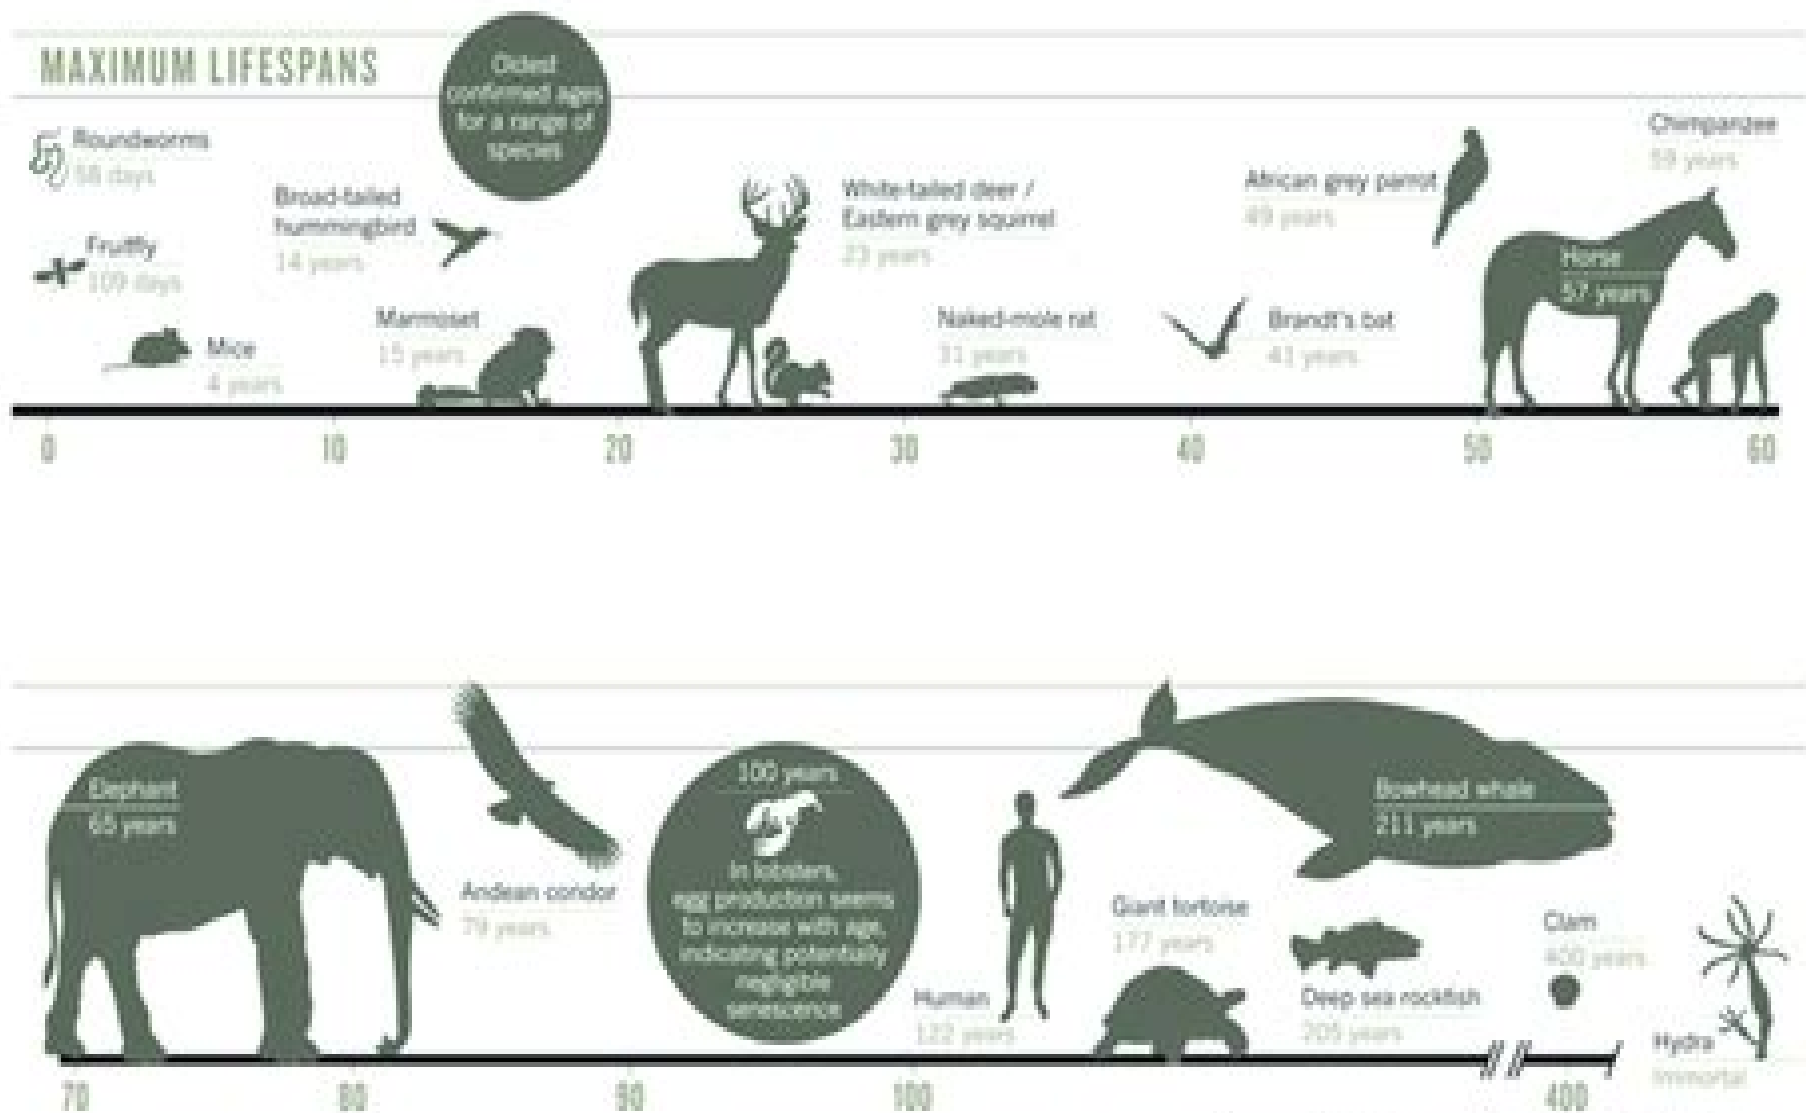 MAXIMUM LIFESPANS
Oldest
confirmed ages
for a range of
species
Roundworms
58 days
Fruitfly
109 days
Mice
4 years
Broad-tailed
hummingbird
14 years
Marmoset
15 years
White-tailed deer /
Eastern grey squirrel
23 years
Naked-mole rat
31 years
African grey parrot
49 years
Brandt's bat
41 years
Horse
57 years
Chimpanzee
59 years
0 10 20 30 40 50 60
Elephant
65 years
Andean condor
79 years
100 years
In lobsters,
egg production seems
to increase with age,
indicating potentially
negligible
senescence
Human
122 years
Giant tortoise
177 years
Bowhead whale
211 years
Deep sea rockfish
205 years
Clam
400 years
Hydra
Immortal
70 80 90 100 400